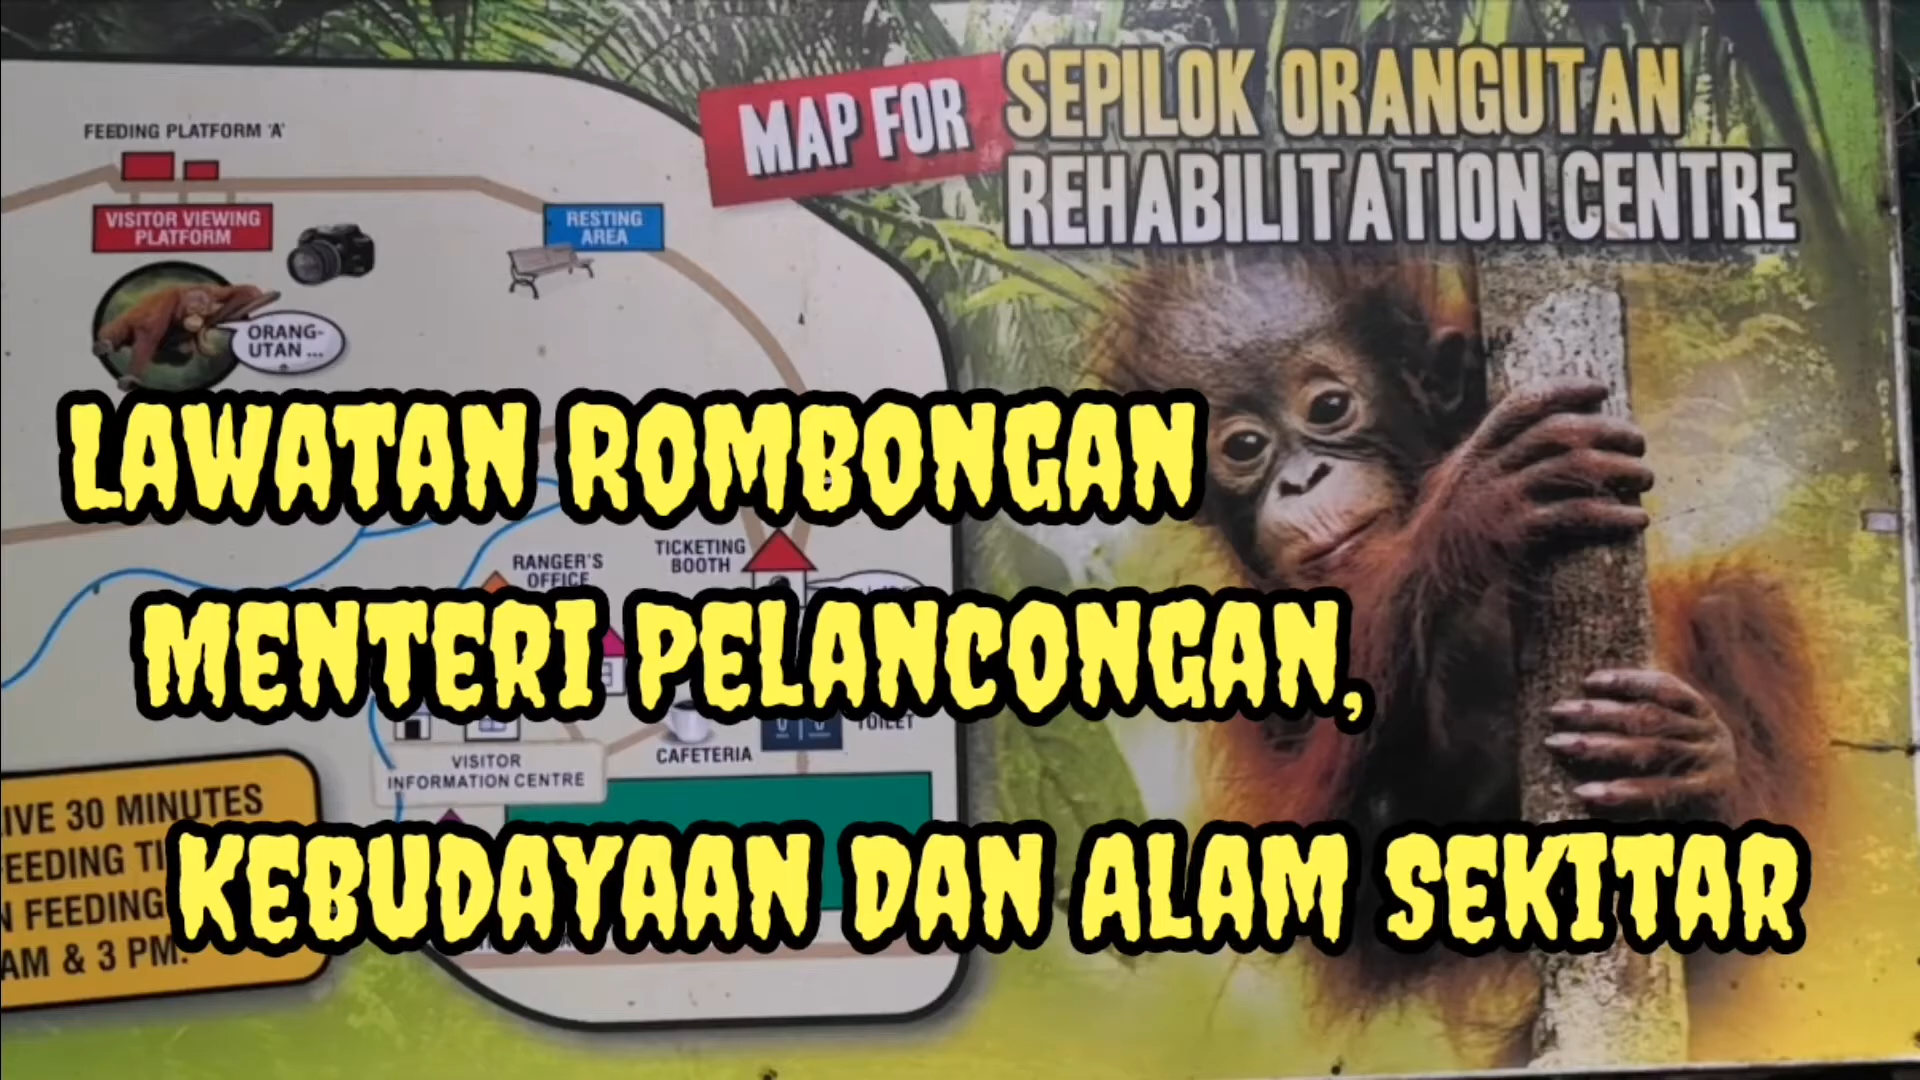 MAP FOR
SEPILOK ORANGUTAN
REHABILITATION CENTRE
FEEDING PLATFORM 'A'
VISITOR VIEWING
PLATFORM
RESTING
AREA
ORANG-
UTAN ...
LAWATAN ROMBONGAN
RANGER'S
OFFICE
TICKETING
BOOTH
MENTERI PELANCONGAN,
TOILET
CAFETERIA
VISITOR
INFORMATION CENTRE
30 MINUTES
FEEDING
FEEDING
AM & 3 PM.
KEBUDAYAAN DAN ALAM SEKITAR